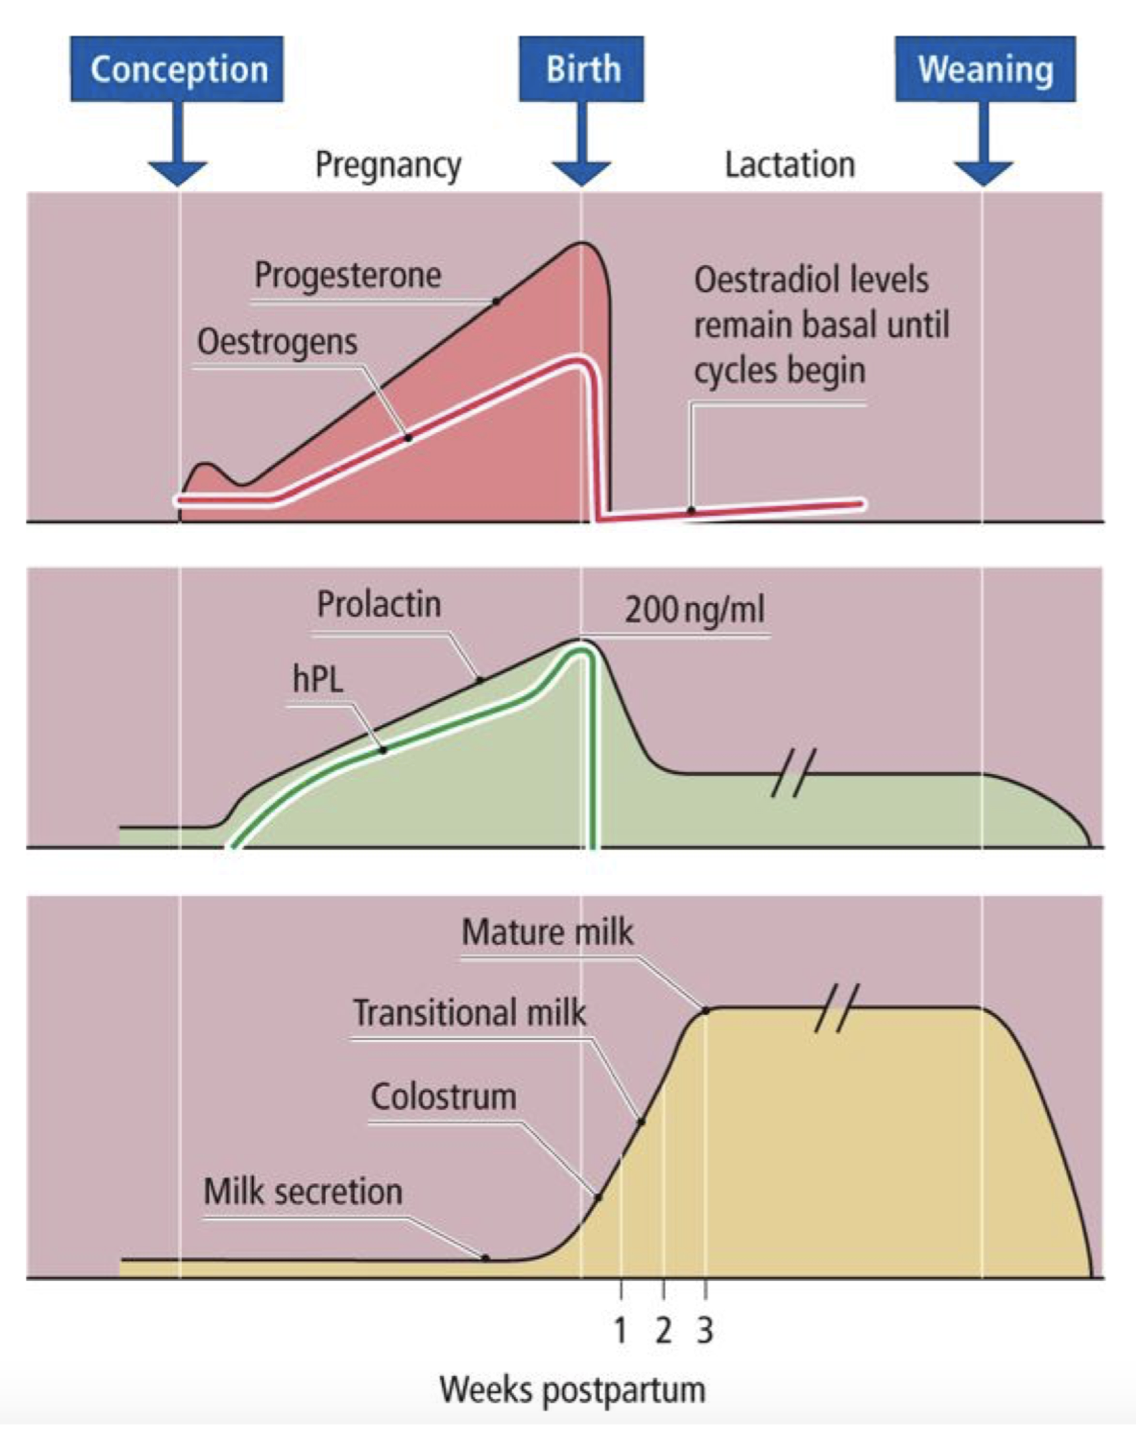 Conception
Birth
Weaning
Pregnancy
Lactation
Progesterone
Oestrogens
Oestradiol levels
remain basal until
cycles begin
Prolactin
200 ng/ml
hPL
Mature milk
Transitional milk
Colostrum
Milk secretion
1 2 3
Weeks postpartum